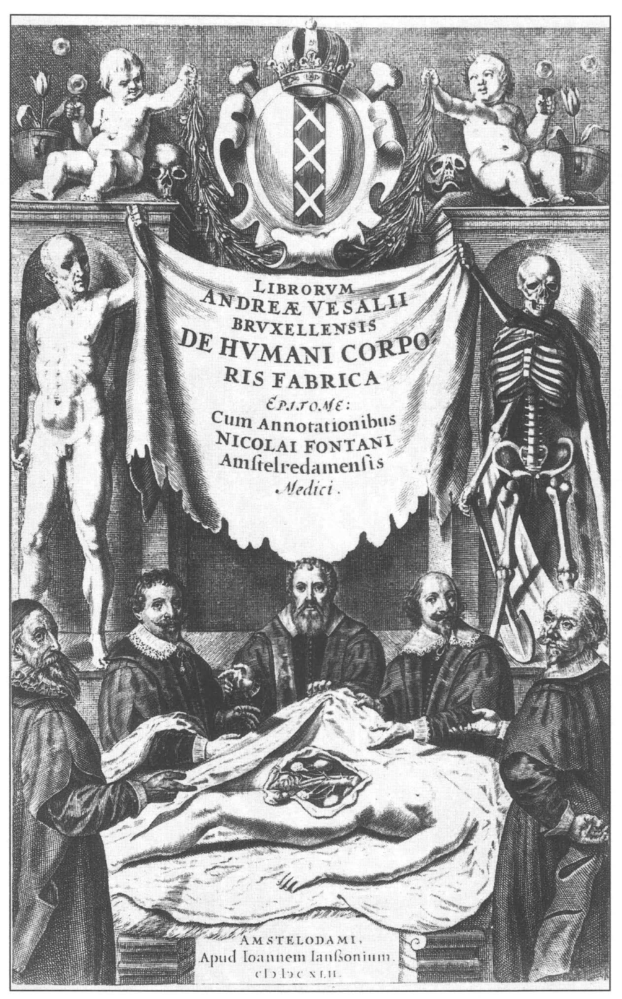 LIBRORVM
ANDREÆ VESALII
BRVXELLENSIS
DE HVMANI CORPO
RIS FABRICA
EPITOME:
Cum Annotationibus
NICOLAI FONTANI
Amſtelredamenſis
Medici.
AMSTELODAMI,
Apud Ioannem Ianſſonium.
cIↄ Iↄc XLII.